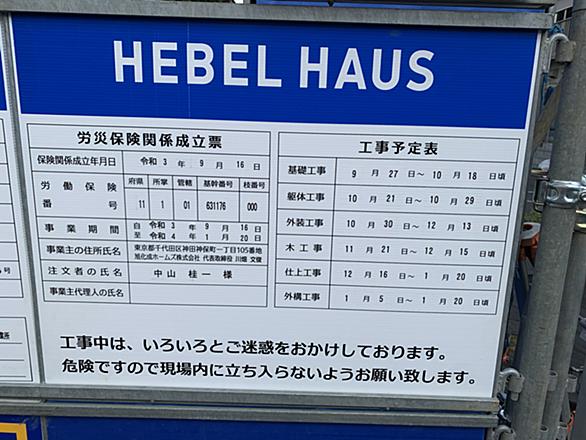 HEBEL HAUS
労災保険関係成立票
保険関係成立年月日 令和 3 年 9 月 16 日
労働保険番号 府県 所掌 管轄 基幹番号 枝番号
11 1 01 631176 000
事業期間 自 令和 3 年 9 月 16 日
至 令和 4 年 1 月 20 日
事業主の住所氏名 東京都千代田区神田神保町一丁目105番地
旭化成ホームズ株式会社 代表取締役 川畑 文俊
注文者の氏名 中山 桂一 様
事業主代理人の氏名
工事予定表
基礎工事 9 月 27 日〜 10 月 18 日頃
躯体工事 10 月 21 日〜 10 月 29 日頃
外装工事 10 月 30 日〜 12 月 13 日頃
木工事 11 月 21 日〜 12 月 15 日頃
仕上工事 12 月 16 日〜 1 月 20 日頃
外構工事 1 月 5 日〜 1 月 20 日頃
工事中は、いろいろとご迷惑をおかけしております。
危険ですので現場内に立ち入らないようお願い致します。